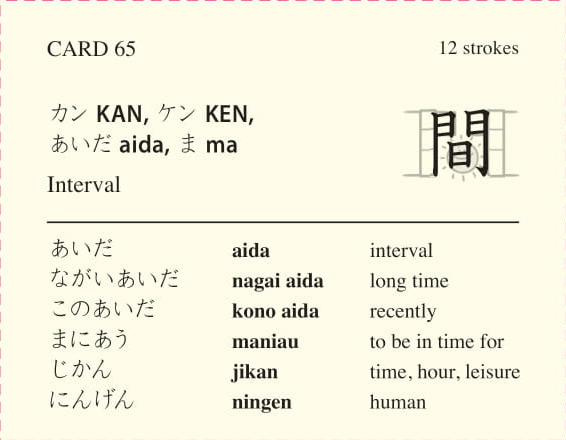 CARD 65 12 strokes
カン KAN, ケン KEN,
あいだ aida, ま ma
間
Interval
あいだ aida interval
ながいあいだ nagai aida long time
このあいだ kono aida recently
まにあう maniau to be in time for
じかん jikan time, hour, leisure
にんげん ningen human